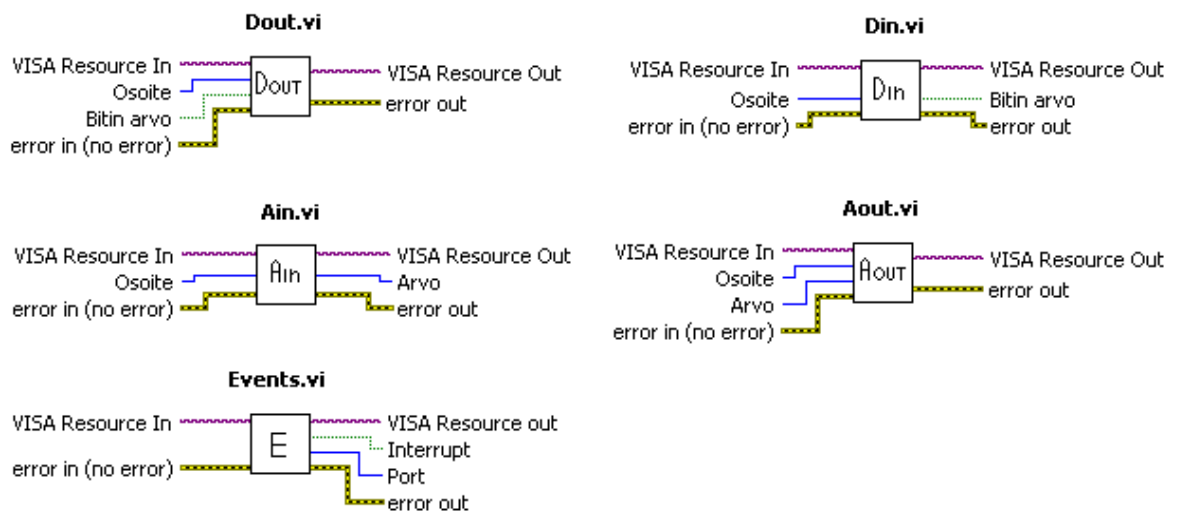 Dout.vi
VISA Resource In
Osoite
Bitin arvo
error in (no error)
DOUT
VISA Resource Out
error out
Din.vi
VISA Resource In
Osoite
error in (no error)
DIn
VISA Resource Out
Bitin arvo
error out
Ain.vi
VISA Resource In
Osoite
error in (no error)
AIn
VISA Resource Out
Arvo
error out
Aout.vi
VISA Resource In
Osoite
Arvo
error in (no error)
AOUT
VISA Resource Out
error out
Events.vi
VISA Resource In
error in (no error)
E
VISA Resource out
Interrupt
Port
error out